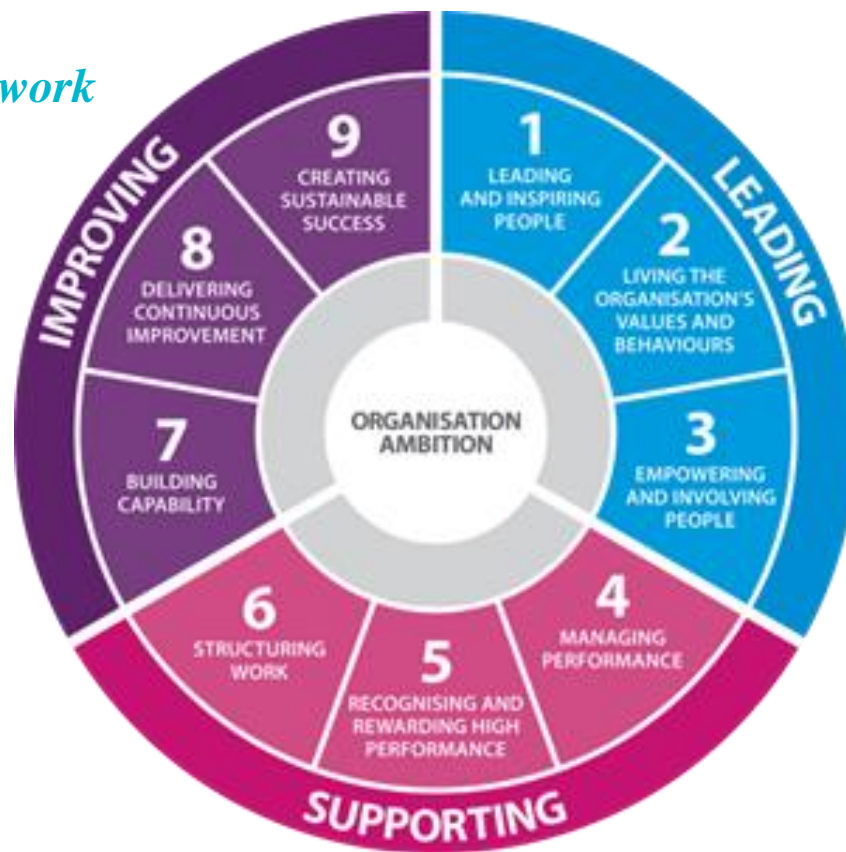 work
LEADING
1
LEADING
AND INSPIRING
PEOPLE
2
LIVING THE
ORGANISATION'S
VALUES AND
BEHAVIOURS
3
EMPOWERING
AND INVOLVING
PEOPLE
SUPPORTING
4
MANAGING
PERFORMANCE
5
RECOGNISING AND
REWARDING HIGH
PERFORMANCE
6
STRUCTURING
WORK
IMPROVING
7
BUILDING
CAPABILITY
8
DELIVERING
CONTINUOUS
IMPROVEMENT
9
CREATING
SUSTAINABLE
SUCCESS
ORGANISATION
AMBITION